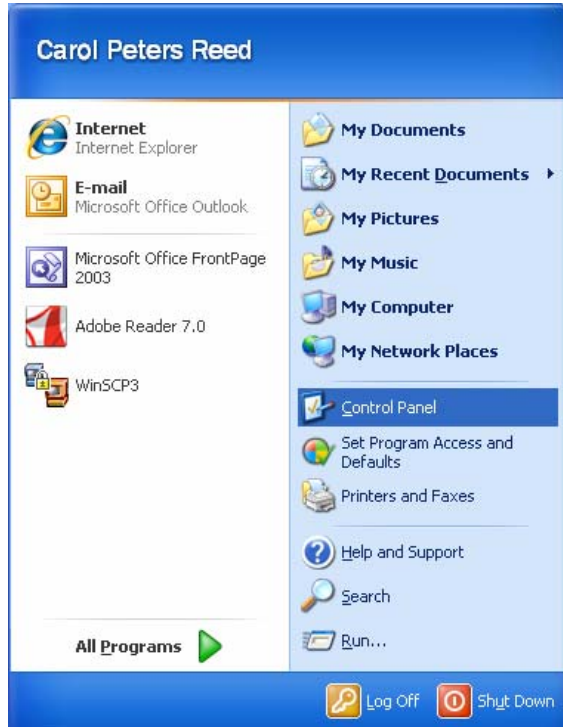 Carol Peters Reed
Internet
Internet Explorer
E-mail
Microsoft Office Outlook
Microsoft Office FrontPage
2003
Adobe Reader 7.0
WinSCP3
All Programs
My Documents
My Recent Documents
My Pictures
My Music
My Computer
My Network Places
Control Panel
Set Program Access and
Defaults
Printers and Faxes
Help and Support
Search
Run...
Log Off
Shut Down